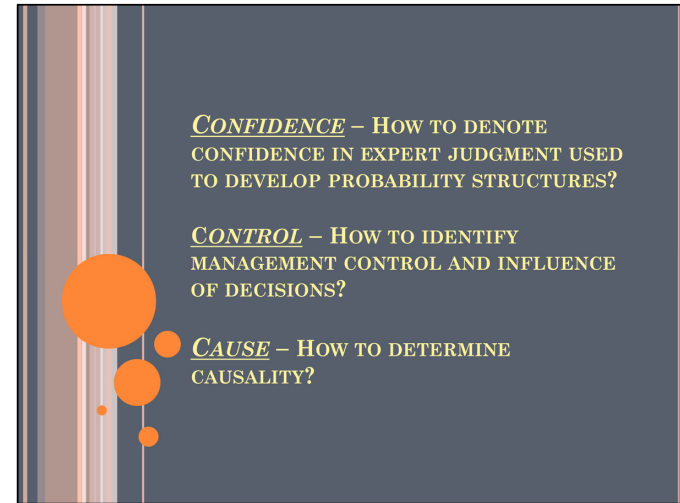 CONFIDENCE – HOW TO DENOTE
CONFIDENCE IN EXPERT JUDGMENT USED
TO DEVELOP PROBABILITY STRUCTURES?
CONTROL – HOW TO IDENTIFY
MANAGEMENT CONTROL AND INFLUENCE
OF DECISIONS?
CAUSE – HOW TO DETERMINE
CAUSALITY?